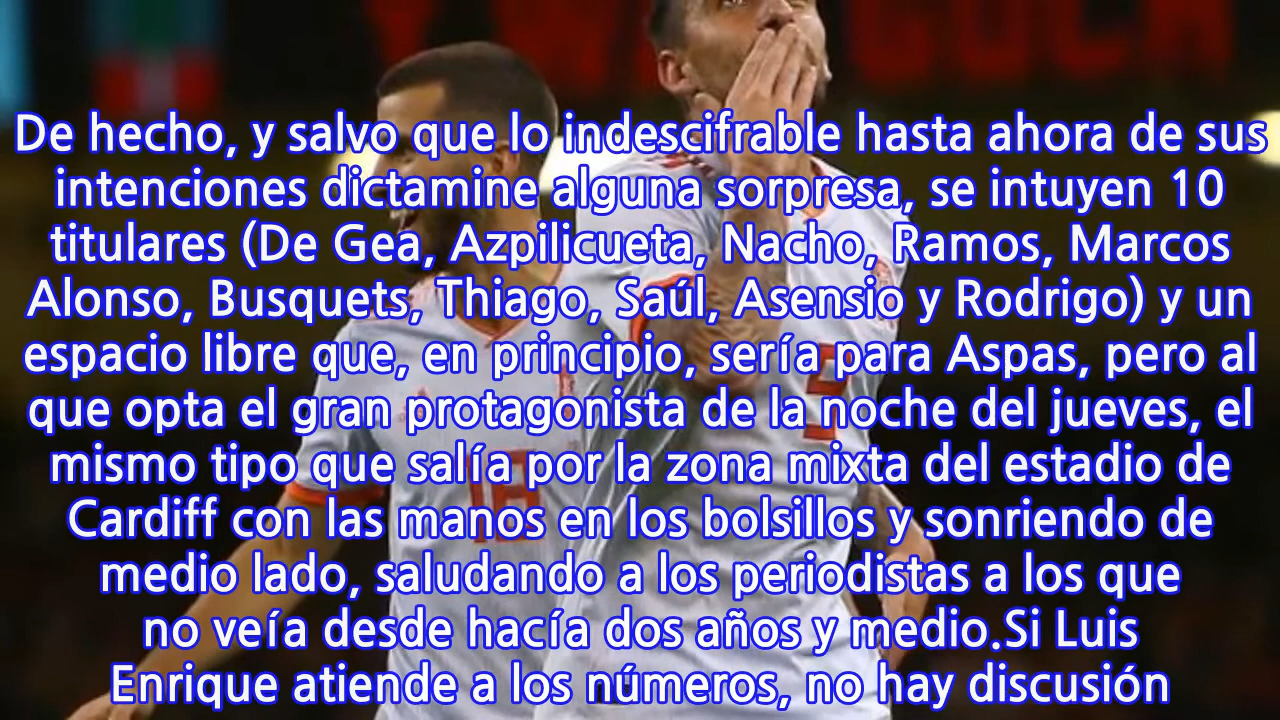 De hecho, y salvo que lo indescifrable hasta ahora de sus
intenciones dictamine alguna sorpresa, se intuyen 10
titulares (De Gea, Azpilicueta, Nacho, Ramos, Marcos
Alonso, Busquets, Thiago, Saúl, Asensio y Rodrigo) y un
espacio libre que, en principio, sería para Aspas, pero al
que opta el gran protagonista de la noche del jueves, el
mismo tipo que salía por la zona mixta del estadio de
Cardiff con las manos en los bolsillos y sonriendo de
medio lado, saludando a los periodistas a los que
no veía desde hacía dos años y medio.Si Luis
Enrique atiende a los números, no hay discusión